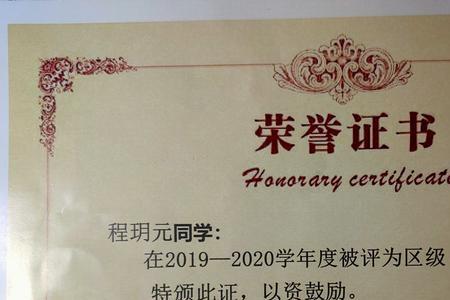 荣誉证书
Honorary certificate
程玥元同学：
在2019—2020学年度被评为区级
特颁此证，以资鼓励。